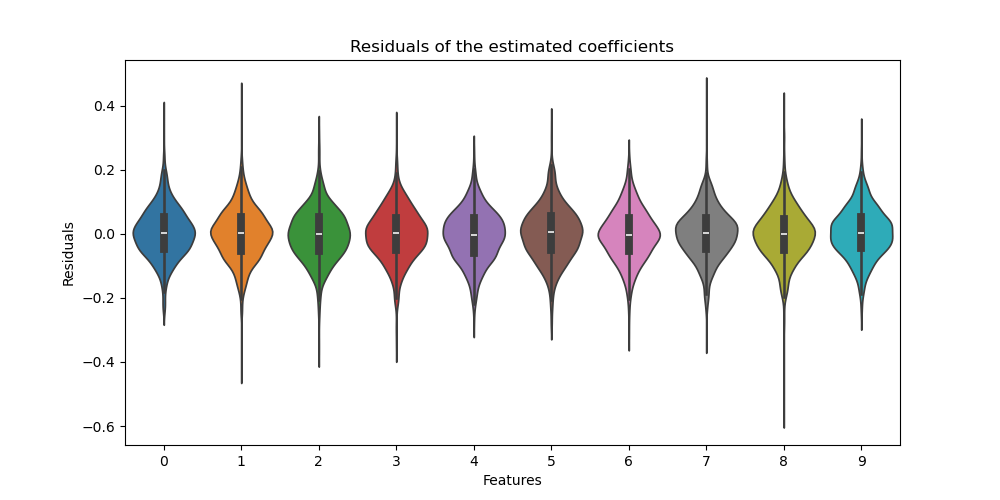 Residuals of the estimated coefficients
0.4
0.2
0.0
−0.2
−0.4
−0.6
Residuals
0 1 2 3 4 5 6 7 8 9
Features